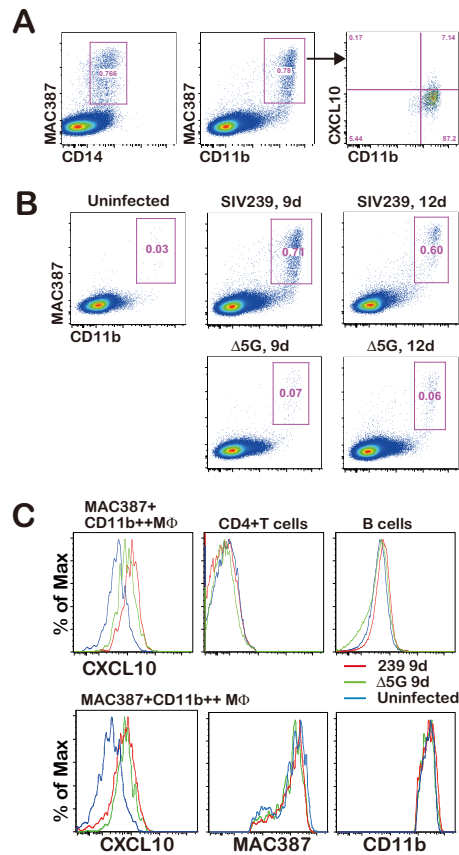 A
MAC387
0.766
CD14
MAC387
0.78
CD11b
CXCL10
0.17
7.14
5.44
87.2
CD11b
B
Uninfected
SIV239, 9d
SIV239, 12d
MAC387
0.03
0.71
0.60
CD11b
Δ5G, 9d
Δ5G, 12d
0.07
0.06
C
MAC387+
CD11b++MΦ
CD4+T cells
B cells
% of Max
CXCL10
239 9d
Δ5G 9d
Uninfected
MAC387+CD11b++ MΦ
% of Max
CXCL10
MAC387
CD11b